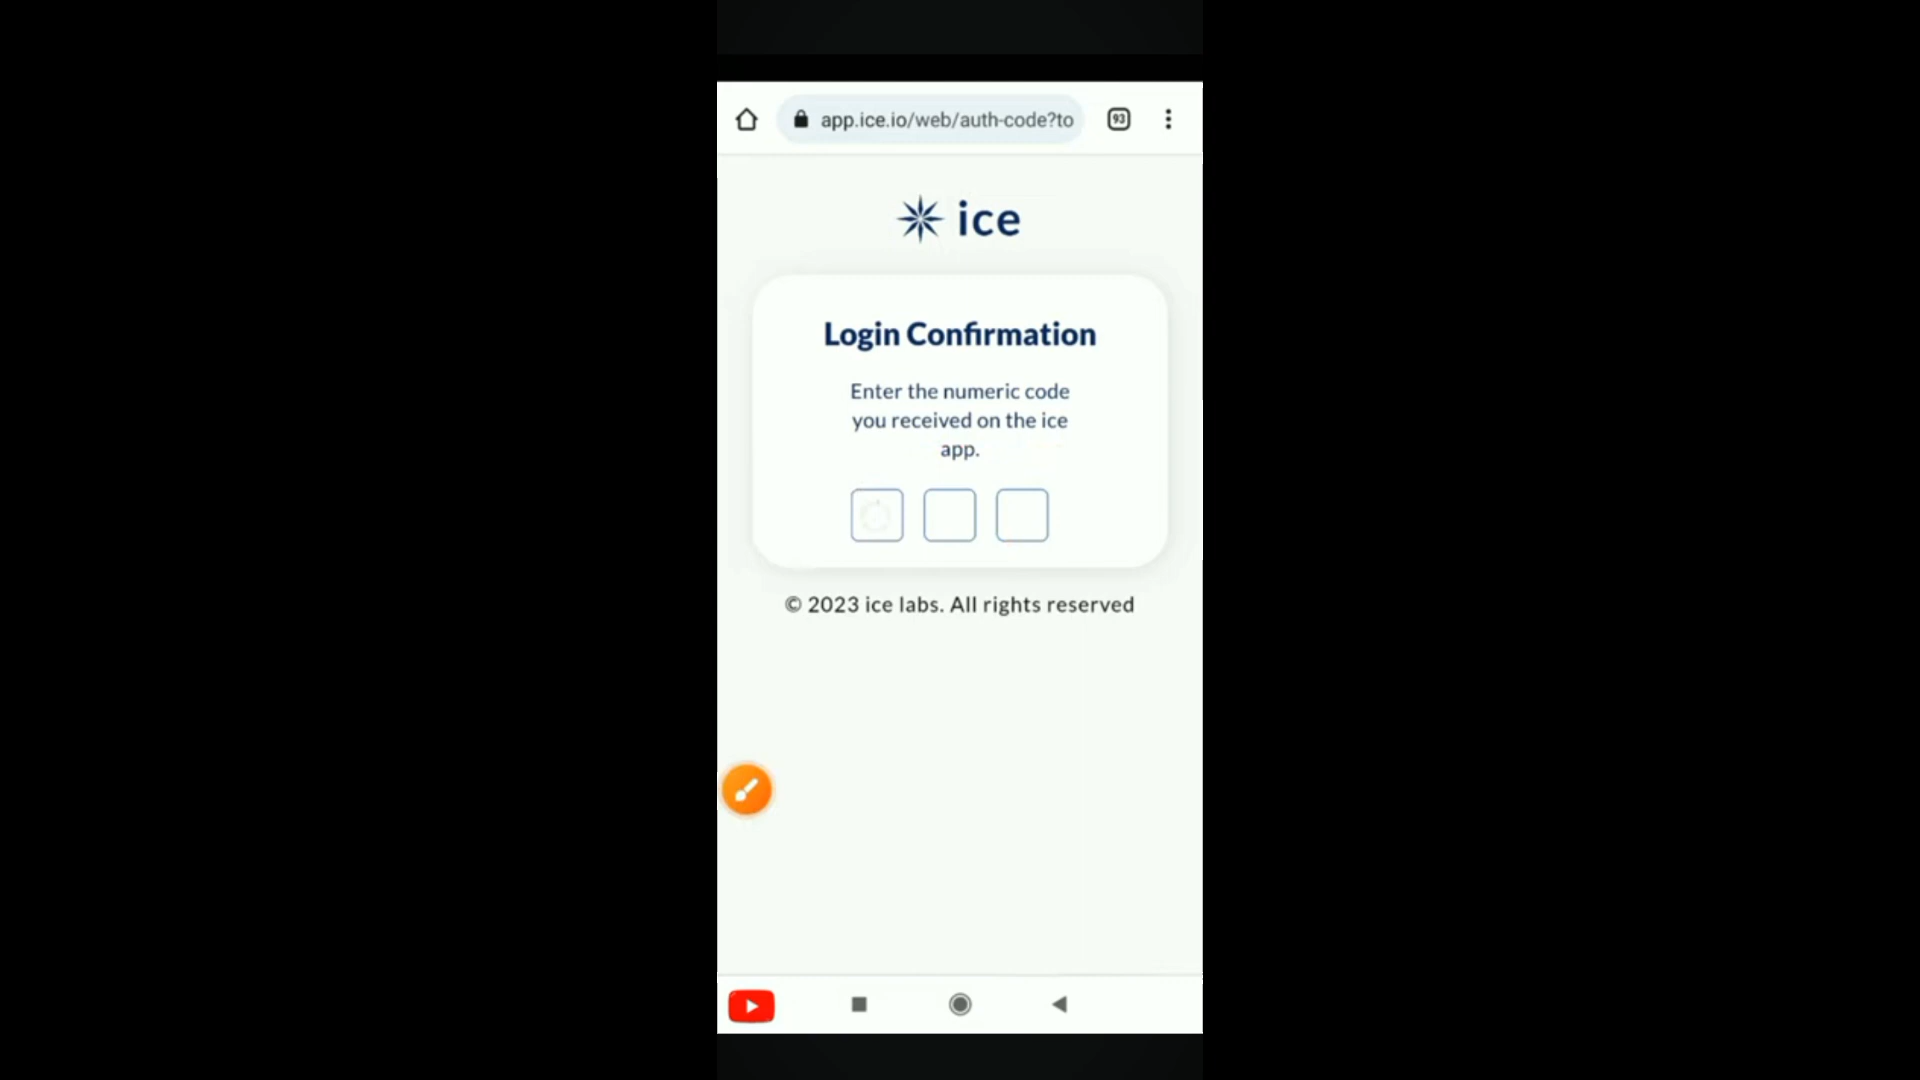 app.ice.io/web/auth-code?to
93
ice
Login Confirmation
Enter the numeric code
you received on the ice
app.
© 2023 ice labs. All rights reserved